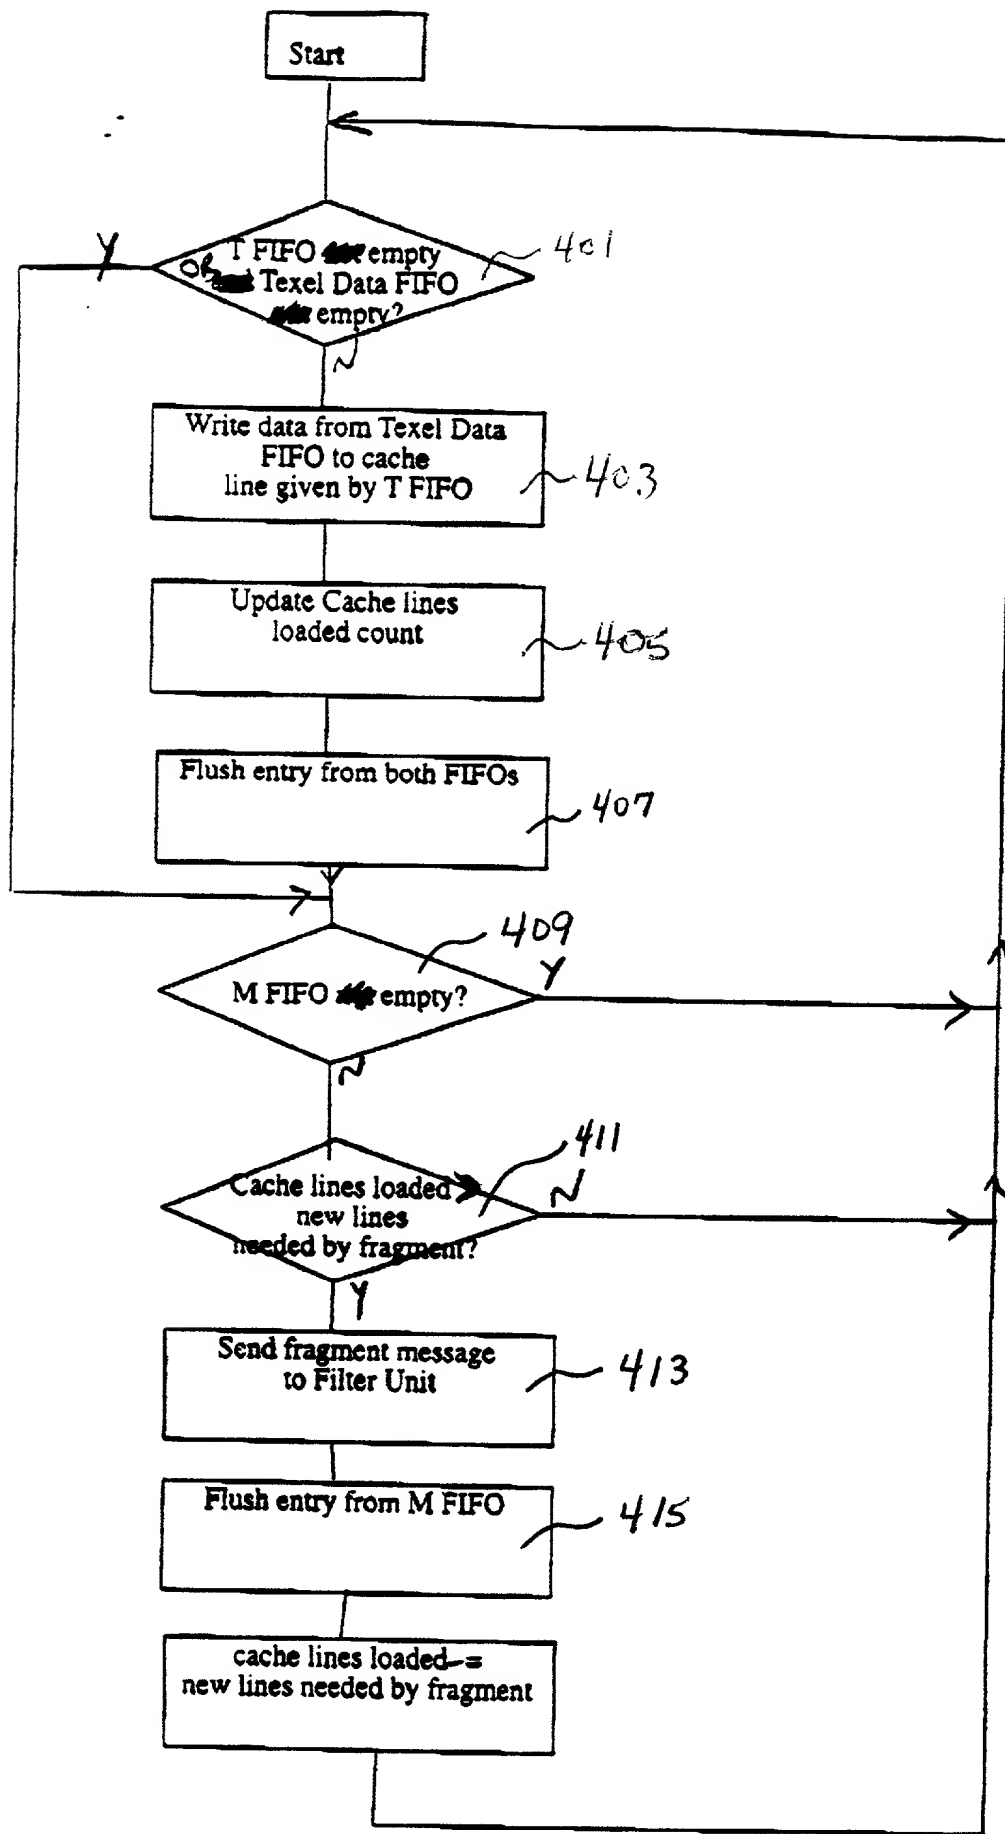 Start
Y
T FIFO empty
OR Texel Data FIFO
empty?
401
N
Write data from Texel Data
FIFO to cache
line given by T FIFO
403
Update Cache lines
loaded count
405
Flush entry from both FIFOs
407
409
M FIFO empty?
Y
N
411
Cache lines loaded >
new lines
needed by fragment?
N
Y
Send fragment message
to Filter Unit
413
Flush entry from M FIFO
415
cache lines loaded -=
new lines needed by fragment